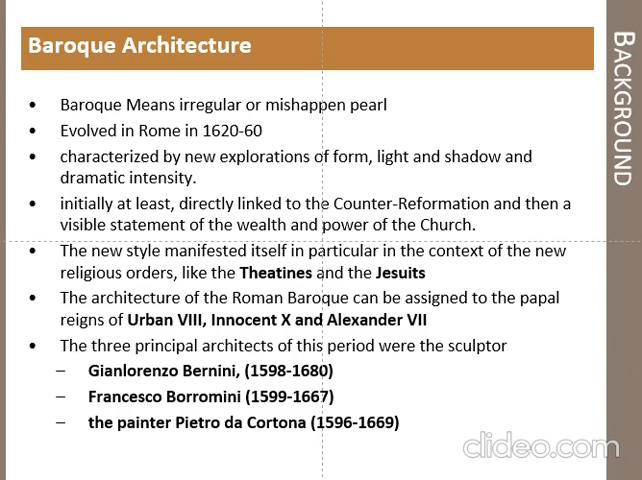 Baroque Architecture
BACKGROUND
• Baroque Means irregular or mishappen pearl
• Evolved in Rome in 1620-60
• characterized by new explorations of form, light and shadow and
dramatic intensity.
• initially at least, directly linked to the Counter-Reformation and then a
visible statement of the wealth and power of the Church.
• The new style manifested itself in particular in the context of the new
religious orders, like the Theatines and the Jesuits
• The architecture of the Roman Baroque can be assigned to the papal
reigns of Urban VIII, Innocent X and Alexander VII
• The three principal architects of this period were the sculptor
– Gianlorenzo Bernini, (1598-1680)
– Francesco Borromini (1599-1667)
– the painter Pietro da Cortona (1596-1669)
clideo.com